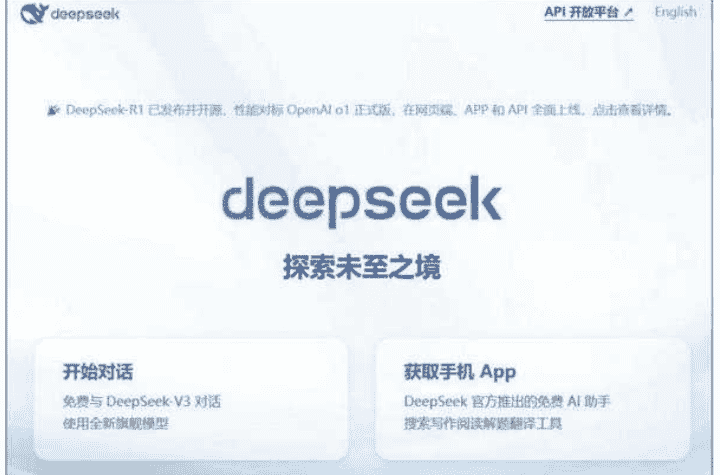 deepseek
API 开放平台 ↗
English
DeepSeek-R1 已发布并开源，性能对标 OpenAI o1 正式版，在网页端、APP 和 API 全面上线，点击查看详情。
deepseek
探索未至之境
开始对话
免费与 DeepSeek-V3 对话
使用全新旗舰模型
获取手机 App
DeepSeek 官方推出的免费 AI 助手
搜索写作阅读解题翻译工具